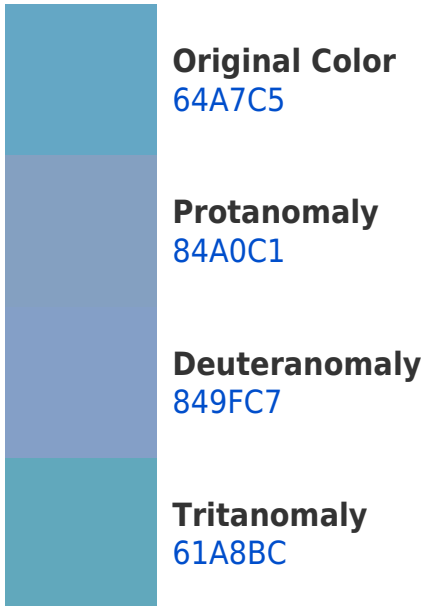 Original Color
64A7C5
Protanomaly
84A0C1
Deuteranomaly
849FC7
Tritanomaly
61A8BC